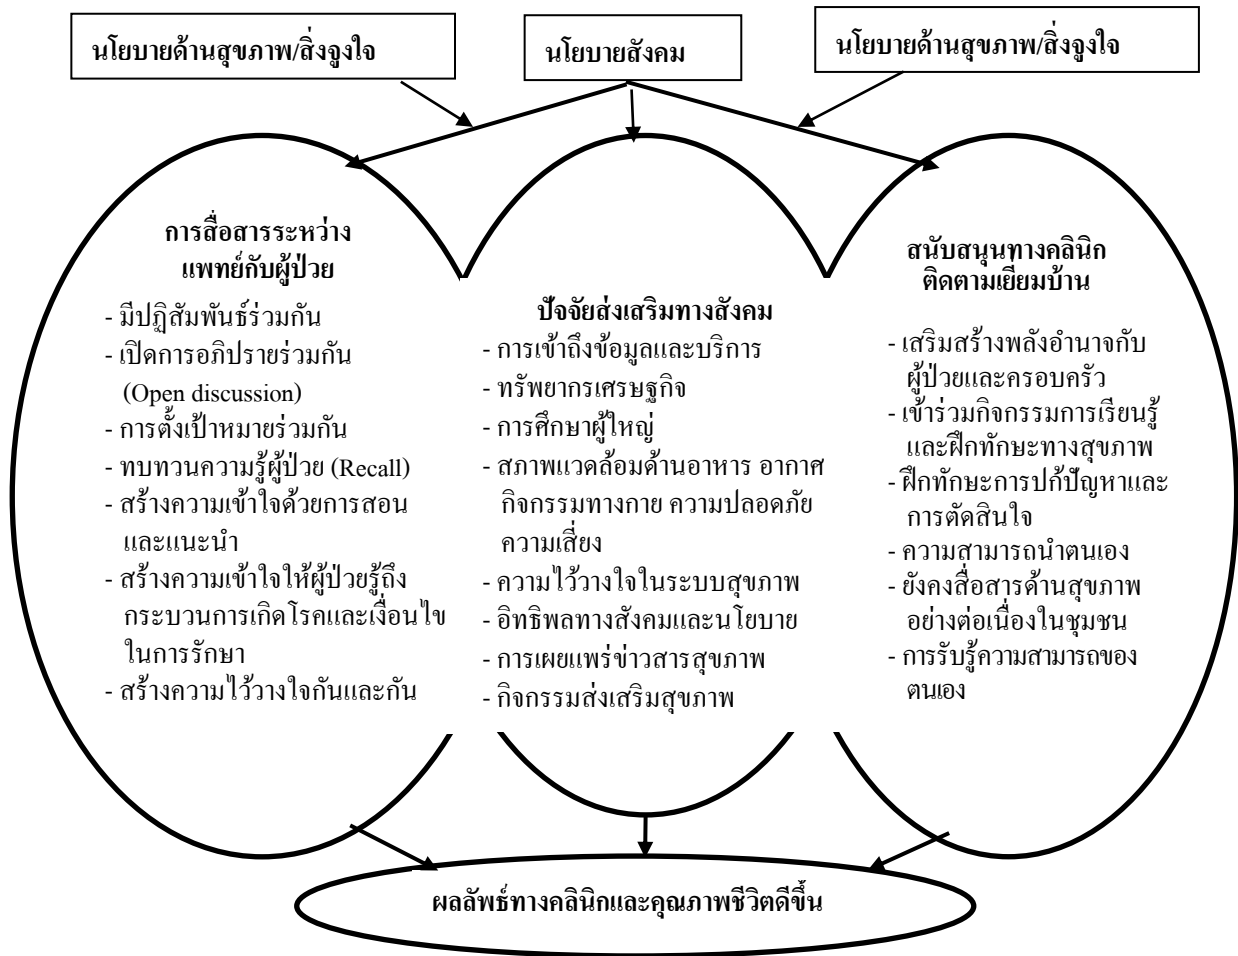 นโยบายด้านสุขภาพ/สิ่งจูงใจ
นโยบายสังคม
นโยบายด้านสุขภาพ/สิ่งจูงใจ
การสื่อสารระหว่าง
แพทย์กับผู้ป่วย
- มีปฏิสัมพันธ์ร่วมกัน
- เปิดการอภิปรายร่วมกัน
(Open discussion)
- การตั้งเป้าหมายร่วมกัน
- ทบทวนความรู้ผู้ป่วย (Recall)
- สร้างความเข้าใจด้วยการสอน
และแนะนำ
- สร้างความเข้าใจให้ผู้ป่วยรู้ถึง
กระบวนการเกิดโรคและเงื่อนไข
ในการรักษา
- สร้างความไว้วางใจกันและกัน
ปัจจัยส่งเสริมทางสังคม
- การเข้าถึงข้อมูลและบริการ
- ทรัพยากรเศรษฐกิจ
- การศึกษาผู้ใหญ่
- สภาพแวดล้อมด้านอาหาร อากาศ
กิจกรรมทางกาย ความปลอดภัย
ความเสี่ยง
- ความไว้วางใจในระบบสุขภาพ
- อิทธิพลทางสังคมและนโยบาย
- การเผยแพร่ข่าวสารสุขภาพ
- กิจกรรมส่งเสริมสุขภาพ
สนับสนุนทางคลินิก
ติดตามเยี่ยมบ้าน
- เสริมสร้างพลังอำนาจกับ
ผู้ป่วยและครอบครัว
- เข้าร่วมกิจกรรมการเรียนรู้
และฝึกทักษะทางสุขภาพ
- ฝึกทักษะการปก้ปัญหาและ
การตัดสินใจ
- ความสามารถนำตนเอง
- ยังคงสื่อสารด้านสุขภาพ
อย่างต่อเนื่องในชุมชน
- การรับรู้ความสามารถของ
ตนเอง
ผลลัพธ์ทางคลินิกและคุณภาพชีวิตดีขึ้น